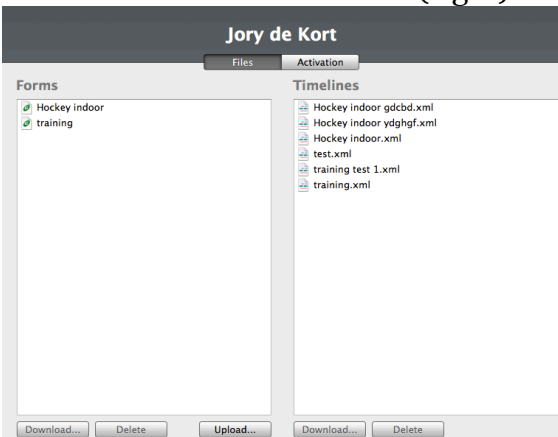 Jory de Kort
Files Activation
Forms
Hockey indoor
training
Download... Delete Upload...
Timelines
Hockey indoor gdcbd.xml
Hockey indoor ydghgf.xml
Hockey indoor.xml
test.xml
training test 1.xml
training.xml
Download... Delete